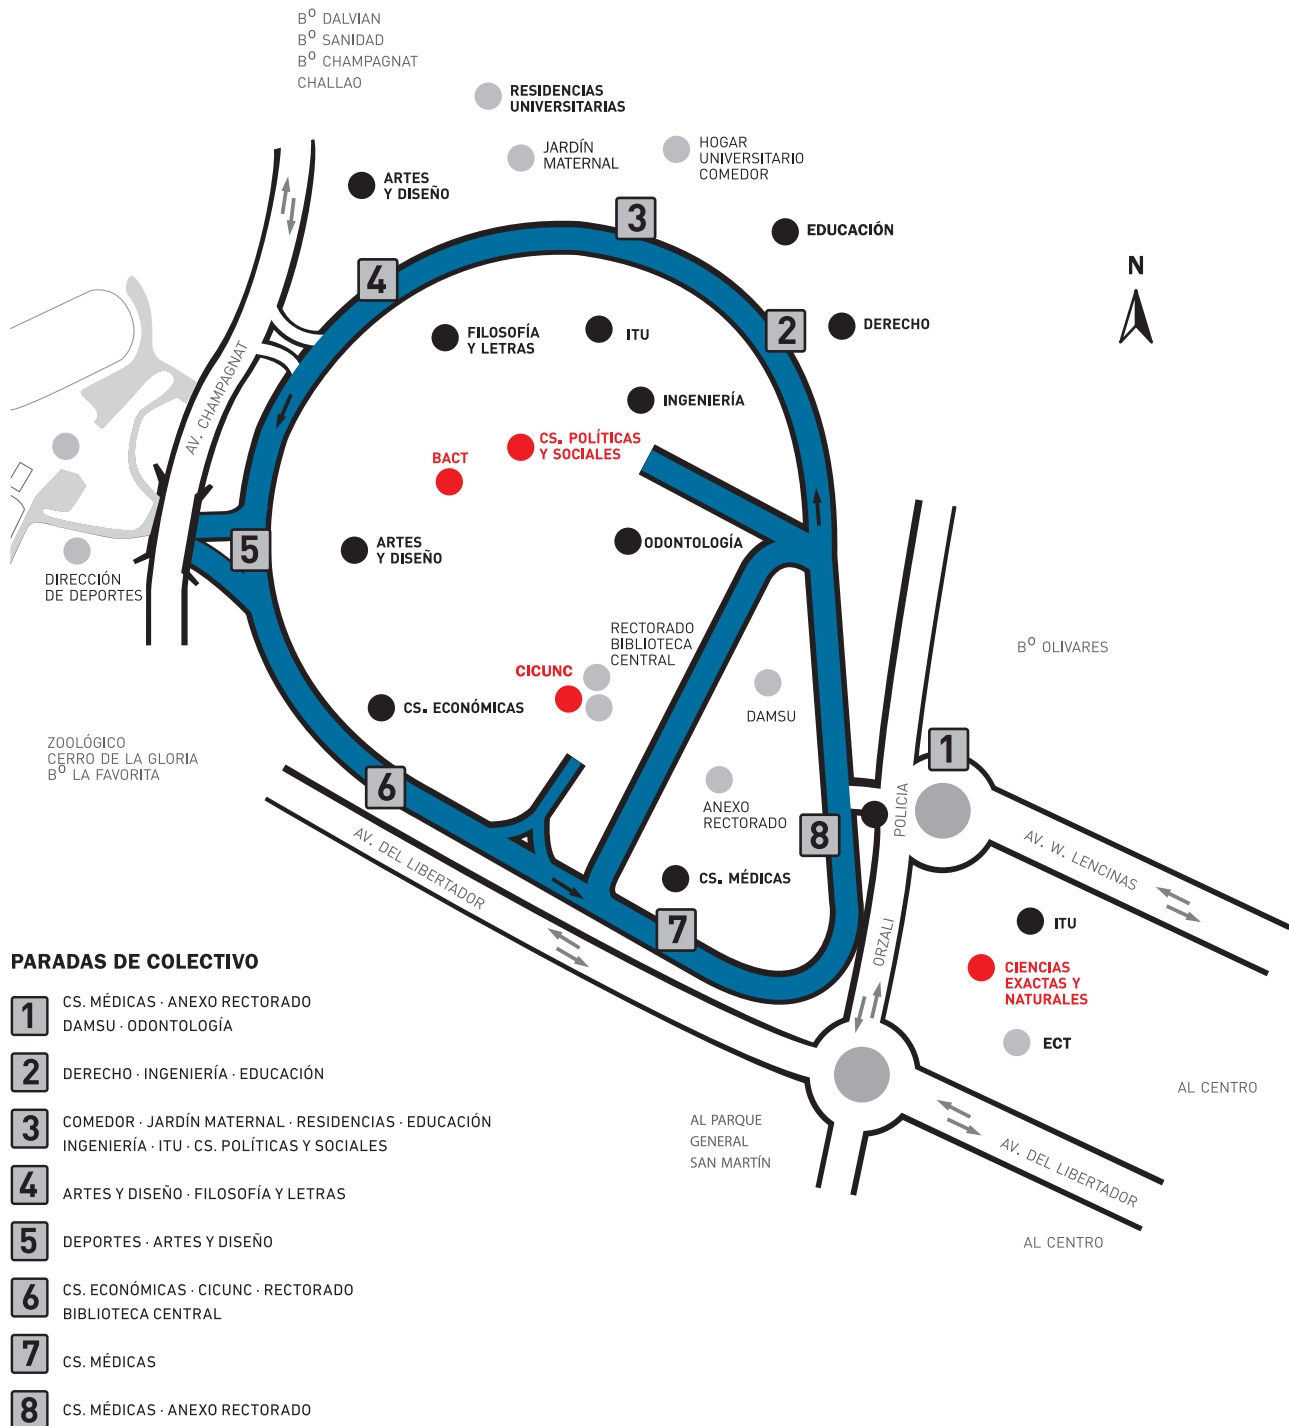 Bº DALVIAN
Bº SANIDAD
Bº CHAMPAGNAT
CHALLAO
RESIDENCIAS
UNIVERSITARIAS
JARDÍN
MATERNAL
HOGAR
UNIVERSITARIO
COMEDOR
ARTES
Y DISEÑO
3
EDUCACIÓN
N
4
2
DERECHO
FILOSOFÍA
Y LETRAS
ITU
AV. CHAMPAGNAT
INGENIERÍA
CS. POLÍTICAS
Y SOCIALES
BACT
5
ARTES
Y DISEÑO
ODONTOLOGÍA
DIRECCIÓN
DE DEPORTES
RECTORADO
BIBLIOTECA
CENTRAL
Bº OLIVARES
CICUNC
DAMSU
CS. ECONÓMICAS
ZOOLÓGICO
CERRO DE LA GLORIA
Bº LA FAVORITA
1
6
ANEXO
RECTORADO
POLICIA
8
AV. DEL LIBERTADOR
AV. W. LENCINAS
CS. MÉDICAS
7
ITU
ORZALI
CIENCIAS
EXACTAS Y
NATURALES
ECT
AL CENTRO
AL PARQUE
GENERAL
SAN MARTÍN
AV. DEL LIBERTADOR
AL CENTRO
PARADAS DE COLECTIVO
1 CS. MÉDICAS · ANEXO RECTORADO
DAMSU · ODONTOLOGÍA
2 DERECHO · INGENIERÍA · EDUCACIÓN
3 COMEDOR · JARDÍN MATERNAL · RESIDENCIAS · EDUCACIÓN
INGENIERÍA · ITU · CS. POLÍTICAS Y SOCIALES
4 ARTES Y DISEÑO · FILOSOFÍA Y LETRAS
5 DEPORTES · ARTES Y DISEÑO
6 CS. ECONÓMICAS · CICUNC · RECTORADO
BIBLIOTECA CENTRAL
7 CS. MÉDICAS
8 CS. MÉDICAS · ANEXO RECTORADO